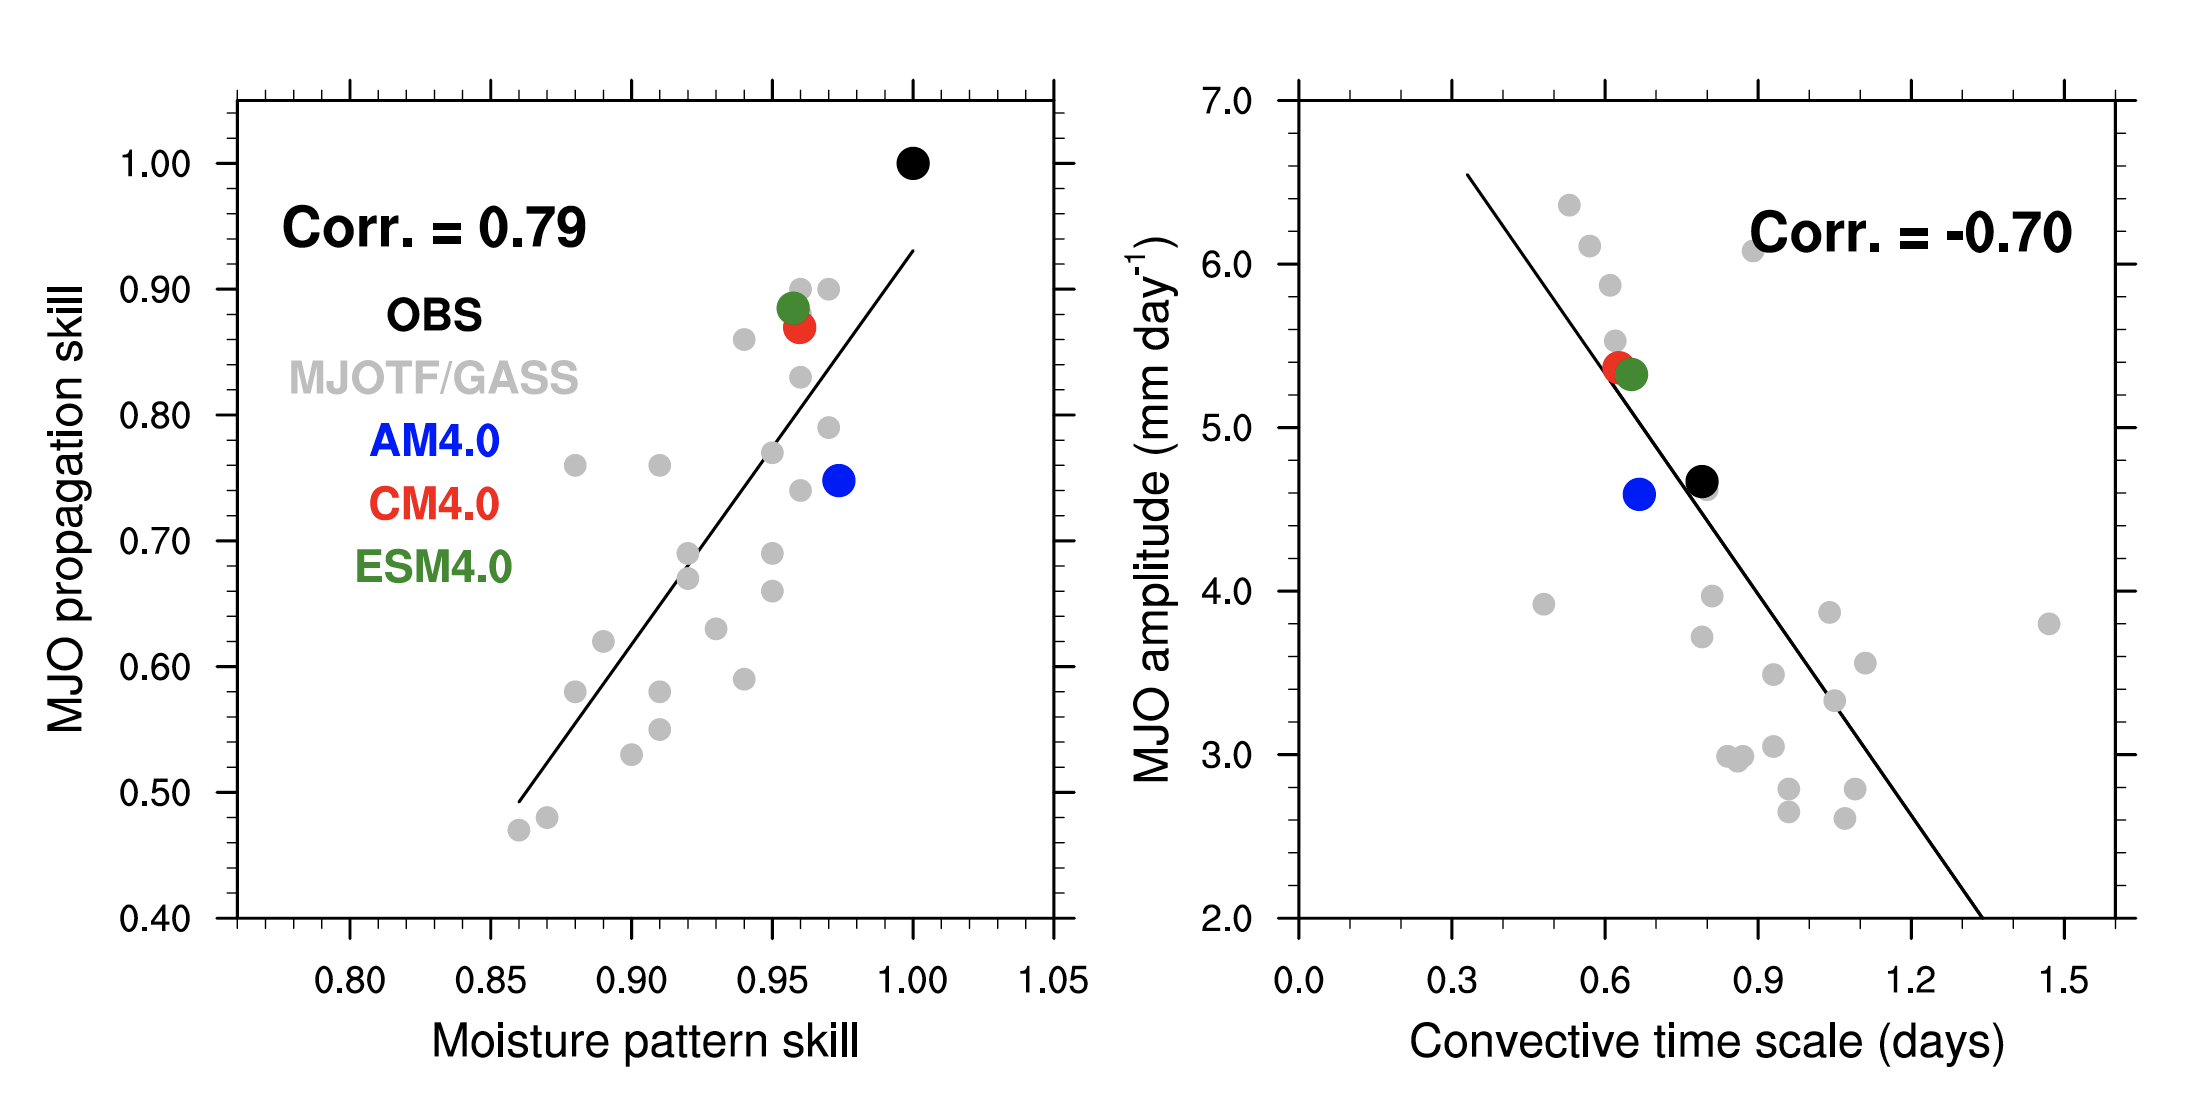 Corr. = 0.79
OBS
MJOTF/GASS
AM4.0
CM4.0
ESM4.0
MJO propagation skill
1.00
0.90
0.80
0.70
0.60
0.50
0.40
0.80 0.85 0.90 0.95 1.00 1.05
Moisture pattern skill
Corr. = -0.70
MJO amplitude (mm day-1)
7.0
6.0
5.0
4.0
3.0
2.0
0.0 0.3 0.6 0.9 1.2 1.5
Convective time scale (days)